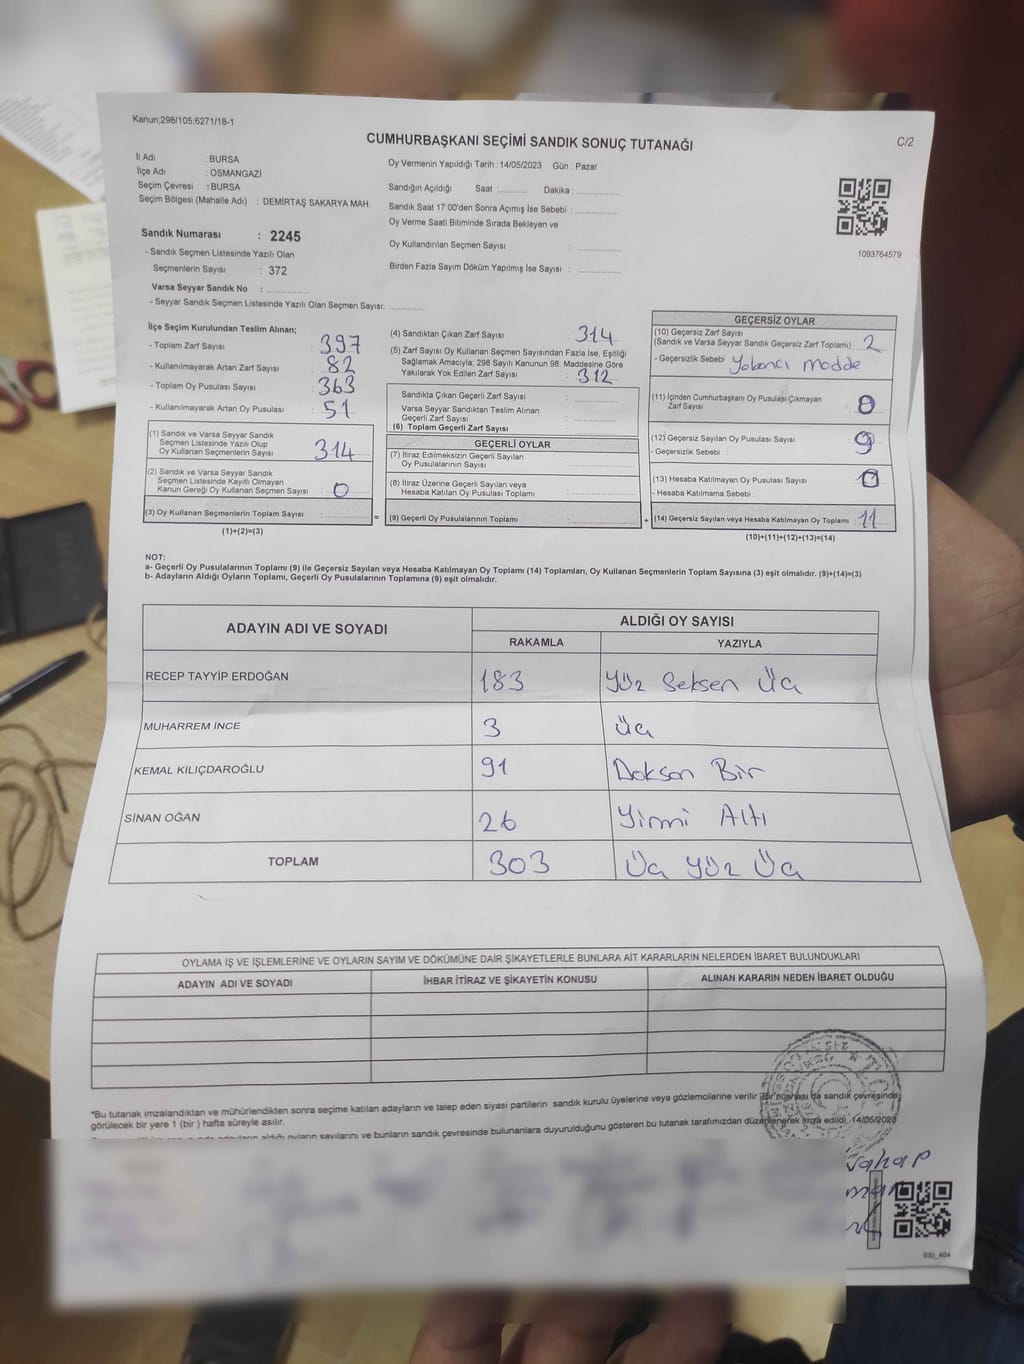 Kanun;298/105;6271/18-1
CUMHURBAŞKANI SEÇİMİ SANDIK SONUÇ TUTANAĞI
C/2
İl Adı : BURSA
İlçe Adı : OSMANGAZİ
Seçim Çevresi : BURSA
Seçim Bölgesi (Mahalle Adı) : DEMİRTAŞ SAKARYA MAH.
Sandık Numarası : 2245
- Sandık Seçmen Listesinde Yazılı Olan
Seçmenlerin Sayısı : 372
Varsa Seyyar Sandık No : ..............
- Seyyar Sandık Seçmen Listesinde Yazılı Olan Seçmen Sayısı: ............
Oy Vermenin Yapıldığı Tarih : 14/05/2023 Gün : Pazar
Sandığın Açıldığı Saat ............ Dakika : ..............
Sandık Saat 17:00'den Sonra Açımış İse Sebebi : ..............
Oy Verme Saati Bitiminde Sırada Bekleyen ve
Oy Kullandırılan Seçmen Sayısı : ..............
Birden Fazla Sayım Döküm Yapılmış İse Sayısı : ..............
1093764579
İlçe Seçim Kurulundan Teslim Alınan;
- Toplam Zarf Sayısı : 397
- Kullanılmayarak Artan Zarf Sayısı : 82
- Toplam Oy Pusulası Sayısı : 363
- Kullanılmayarak Artan Oy Pusulası : 51
(1) Sandık ve Varsa Seyyar Sandık
Seçmen Listesinde Yazılı Olup
Oy Kullanan Seçmenlerin Sayısı : 314
(2) Sandık ve Varsa Seyyar Sandık
Seçmen Listesinde Kayıtlı Olmayan
Kanun Gereği Oy Kullanan Seçmen Sayısı : 0
(3) Oy Kullanan Seçmenlerin Toplam Sayısı : ..............
(1)+(2)=(3)
(4) Sandıktan Çıkan Zarf Sayısı : 314
(5) Zarf Sayısı Oy Kullanan Seçmen Sayısından Fazla İse, Eşitliği
Sağlamak Amacıyla; 298 Sayılı Kanunun 98. Maddesine Göre
Yakılarak Yok Edilen Zarf Sayısı : 312
Sandıkta Çıkan Geçerli Zarf Sayısı : ..............
Varsa Seyyar Sandıktan Teslim Alınan
Geçerli Zarf Sayısı : ..............
(6) Toplam Geçerli Zarf Sayısı : ..............
GEÇERLİ OYLAR
(7) İtiraz Edilmeksizin Geçerli Sayılan
Oy Pusulalarının Sayısı : ..............
(8) İtiraz Üzerine Geçerli Sayılan veya
Hesaba Katılan Oy Pusulası Toplamı : ..............
= (9) Geçerli Oy Pusulalarının Toplamı : ..............
GEÇERSİZ OYLAR
(10) Geçersiz Zarf Sayısı
(Sandık ve Varsa Seyyar Sandık Geçersiz Zarf Toplamı) : 2
- Geçersizlik Sebebi : Yabancı Madde
(11) İçinden Cumhurbaşkanı Oy Pusulası Çıkmayan
Zarf Sayısı : 0
(12) Geçersiz Sayılan Oy Pusulası Sayısı : 9
- Geçersizlik Sebebi :
(13) Hesaba Katılmayan Oy Pusulası Sayısı : 0
- Hesaba Katılmama Sebebi :
+ (14) Geçersiz Sayılan veya Hesaba Katılmayan Oy Toplamı : 11
(10)+(11)+(12)+(13)=(14)
NOT:
a- Geçerli Oy Pusulalarının Toplamı (9) ile Geçersiz Sayılan veya Hesaba Katılmayan Oy Toplamı (14) Toplamları, Oy Kullanan Seçmenlerin Toplam Sayısına (3) eşit olmalıdır. (9)+(14)=(3)
b- Adayların Aldığı Oyların Toplamı, Geçerli Oy Pusulalarının Toplamına (9) eşit olmalıdır.
ADAYIN ADI VE SOYADI ALDIĞI OY SAYISI
RAKAMLA YAZIYLA
RECEP TAYYİP ERDOĞAN 183 Yüz Seksen Üç
MUHARREM İNCE 3 Üç
KEMAL KILIÇDAROĞLU 91 Doksan Bir
SİNAN OĞAN 26 Yirmi Altı
TOPLAM 303 Üç Yüz Üç
OYLAMA İŞ VE İŞLEMLERİNE VE OYLARIN SAYIM VE DÖKÜMÜNE DAİR ŞİKAYETLERLE BUNLARA AİT KARARLARIN NELERDEN İBARET BULUNDUKLARI
ADAYIN ADI VE SOYADI İHBAR İTİRAZ VE ŞİKAYETİN KONUSU ALINAN KARARIN NEDEN İBARET OLDUĞU
*Bu tutanak imzalandıktan ve mühürlendikten sonra seçime katılan adayların ve talep eden siyasi partilerin sandık kurulu üyelerine veya gözlemcilerine verilir. Bir nüshası da sandık çevresinde
görülecek bir yere 1 (bir ) hafta süreyle asılır.
adayların aldığı oyların sayılarını ve bunların sandık çevresinde bulunanlara duyurulduğunu gösteren bu tutanak tarafımızdan düzenlenerek imza edildi. 14/05/2023
Vahap